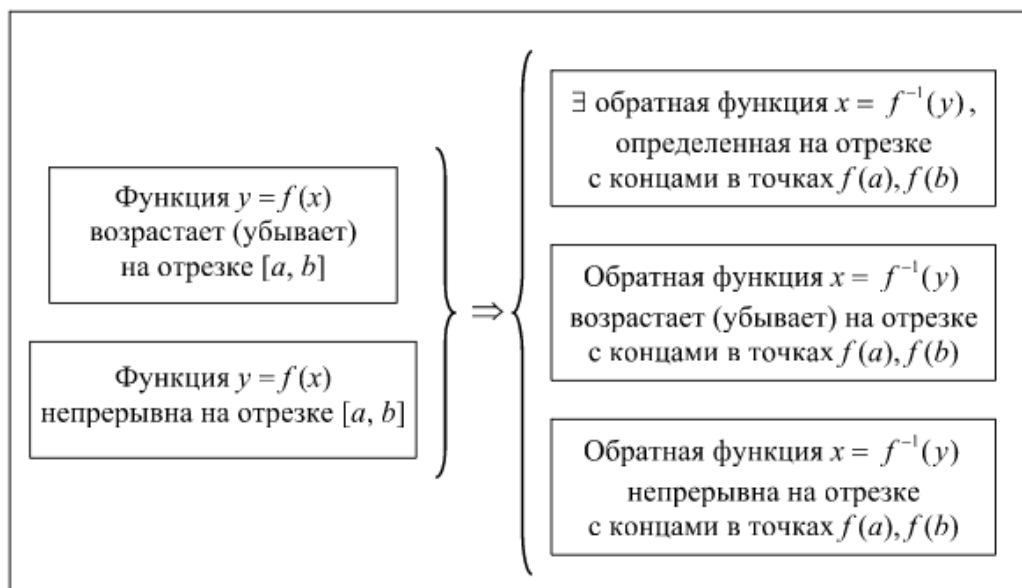 Функция y = f(x)
возрастает (убывает)
на отрезке [a, b]
Функция y = f(x)
непрерывна на отрезке [a, b]
⇒
∃ обратная функция x = f⁻¹(y),
определенная на отрезке
с концами в точках f(a), f(b)
Обратная функция x = f⁻¹(y)
возрастает (убывает) на отрезке
с концами в точках f(a), f(b)
Обратная функция x = f⁻¹(y)
непрерывна на отрезке
с концами в точках f(a), f(b)